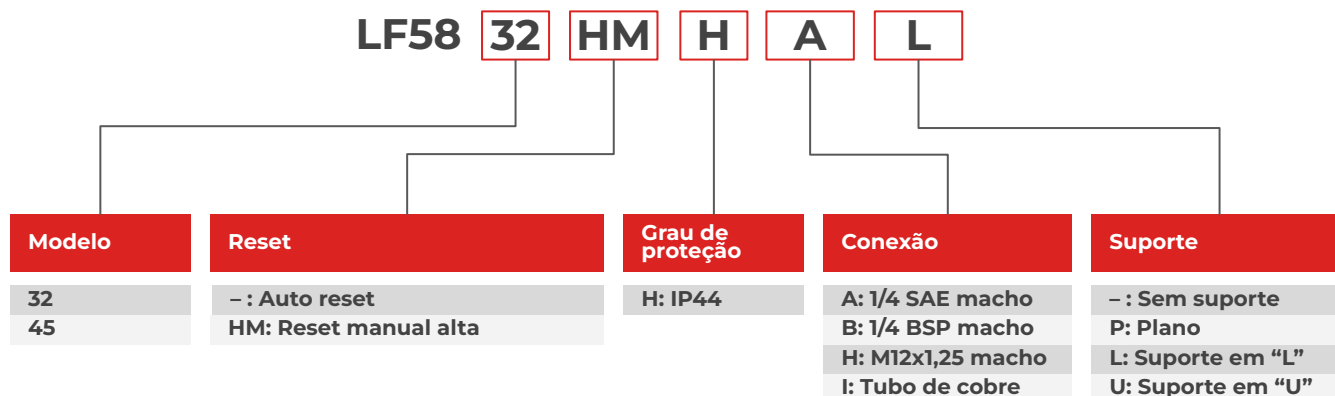 LF58 32 HM H A L
Modelo
32
45
Reset
– : Auto reset
HM: Reset manual alta
Grau de
proteção
H: IP44
Conexão
A: 1/4 SAE macho
B: 1/4 BSP macho
H: M12x1,25 macho
I: Tubo de cobre
Suporte
– : Sem suporte
P: Plano
L: Suporte em “L”
U: Suporte em “U”